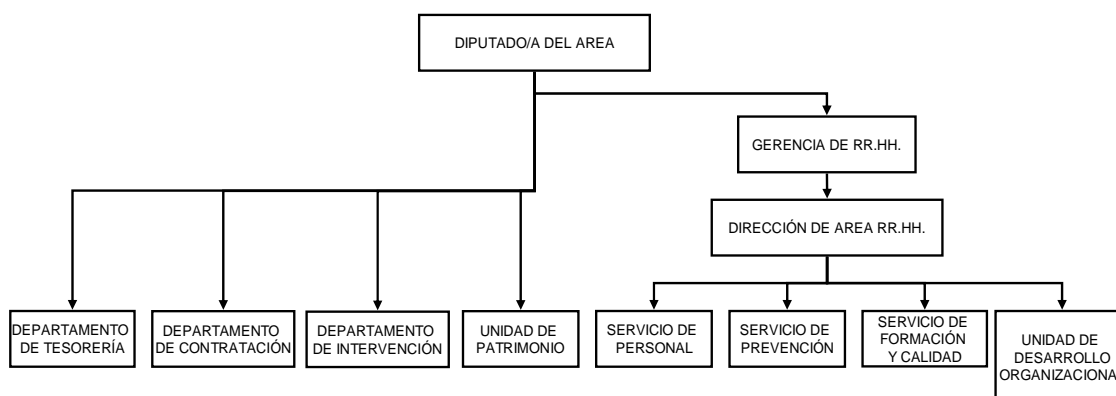 DIPUTADO/A DEL AREA
GERENCIA DE RR.HH.
DIRECCIÓN DE AREA RR.HH.
DEPARTAMENTO
DE TESORERÍA
DEPARTAMENTO
DE CONTRATACIÓN
DEPARTAMENTO
DE INTERVENCIÓN
UNIDAD DE
PATRIMONIO
SERVICIO DE
PERSONAL
SERVICIO DE
PREVENCIÓN
SERVICIO DE
FORMACIÓN
Y CALIDAD
UNIDAD DE
DESARROLLO
ORGANIZACIONA